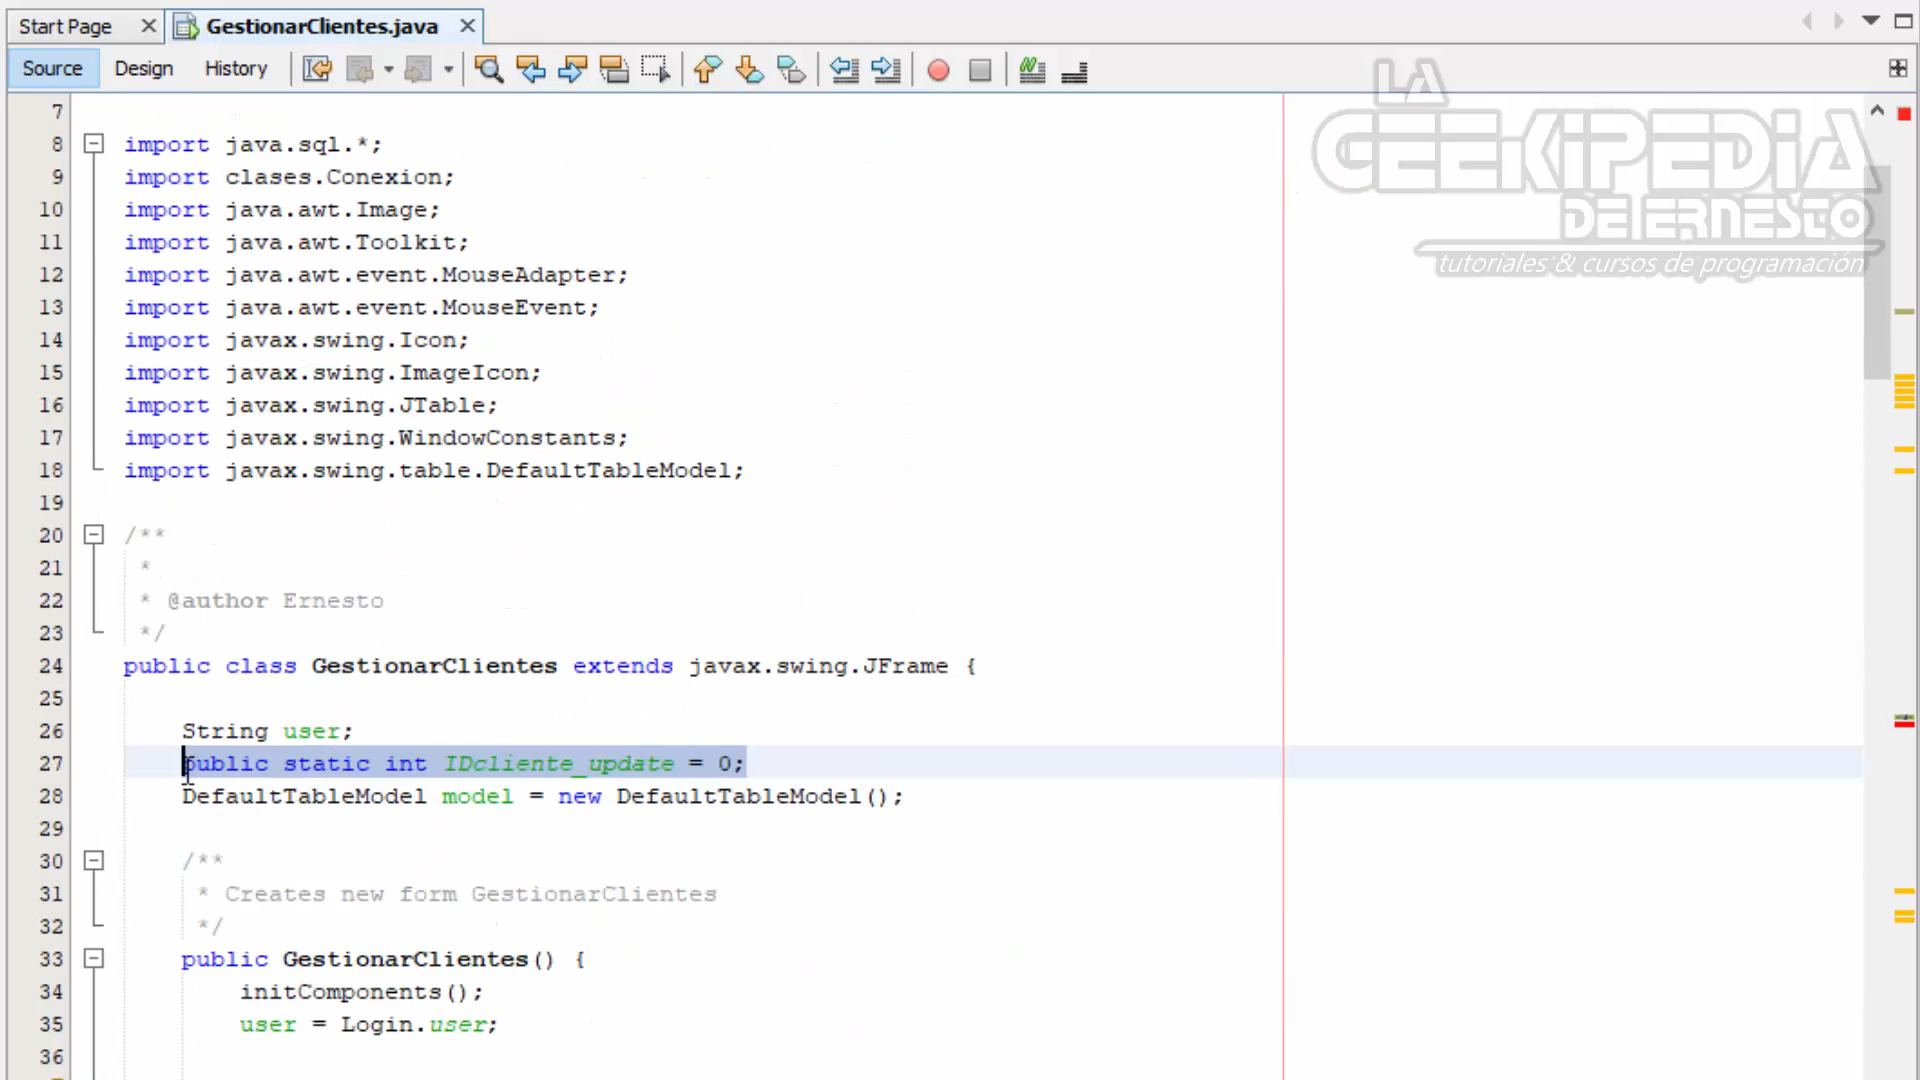 Start Page
GestionarClientes.java
Source Design History
LA
GEEKIPEDIA
DE ERNESTO
tutoriales & cursos de programación
7
8 import java.sql.*;
9 import clases.Conexion;
10 import java.awt.Image;
11 import java.awt.Toolkit;
12 import java.awt.event.MouseAdapter;
13 import java.awt.event.MouseEvent;
14 import javax.swing.Icon;
15 import javax.swing.ImageIcon;
16 import javax.swing.JTable;
17 import javax.swing.WindowConstants;
18 import javax.swing.table.DefaultTableModel;
19
20 /**
21 *
22 * @author Ernesto
23 */
24 public class GestionarClientes extends javax.swing.JFrame {
25
26 String user;
27 public static int IDcliente_update = 0;
28 DefaultTableModel model = new DefaultTableModel();
29
30 /**
31 * Creates new form GestionarClientes
32 */
33 public GestionarClientes() {
34 initComponents();
35 user = Login.user;
36